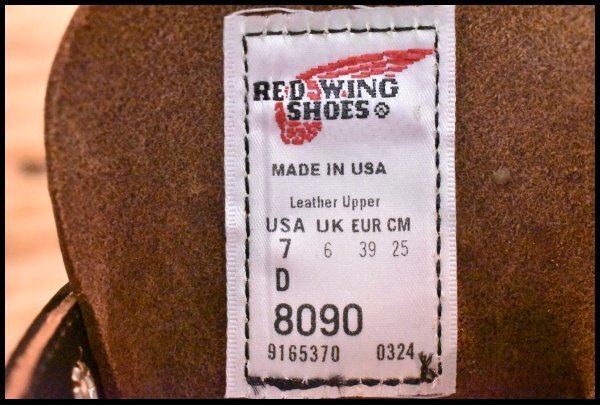 RED WING
SHOES
MADE IN USA
Leather Upper
USA UK EUR CM
7 6 39 25
D
8090
9165370 0324